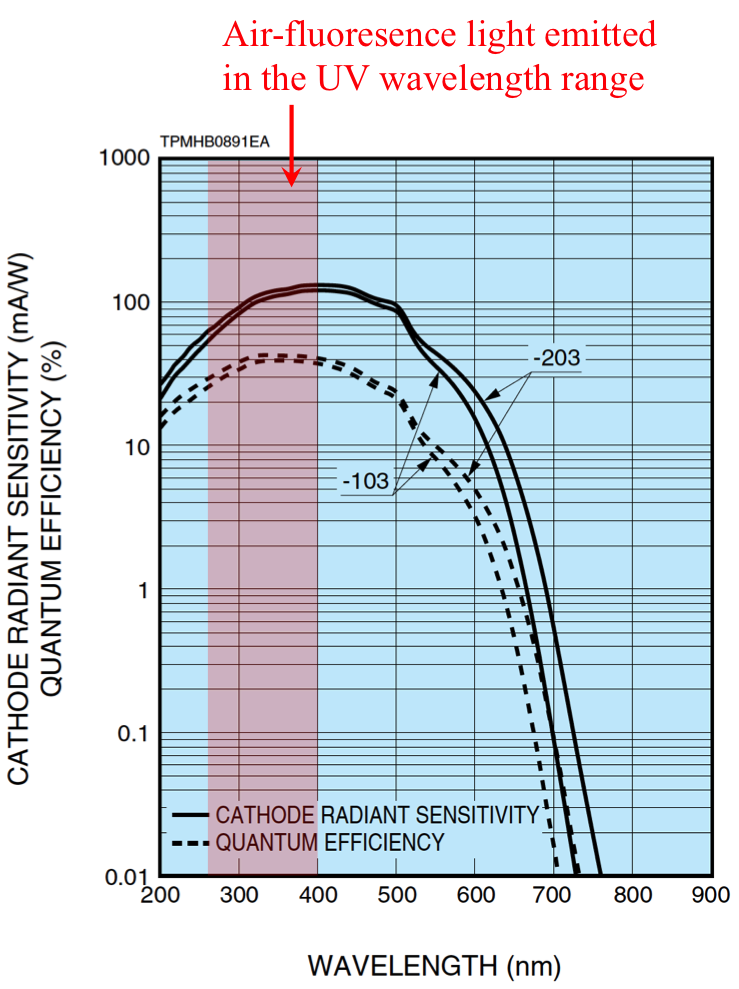 Air-fluoresence light emitted
in the UV wavelength range
TPMHB0891EA
CATHODE RADIANT SENSITIVITY (mA/W)
QUANTUM EFFICIENCY (%)
1000
100
10
1
0.1
0.01
-203
-103
CATHODE RADIANT SENSITIVITY
QUANTUM EFFICIENCY
200 300 400 500 600 700 800 900
WAVELENGTH (nm)